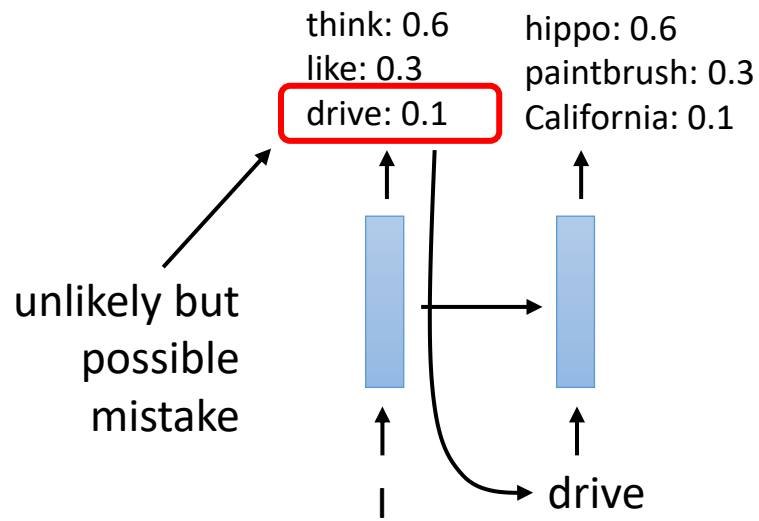 think: 0.6
like: 0.3
drive: 0.1
hippo: 0.6
paintbrush: 0.3
California: 0.1
unlikely but
possible
mistake
I
drive